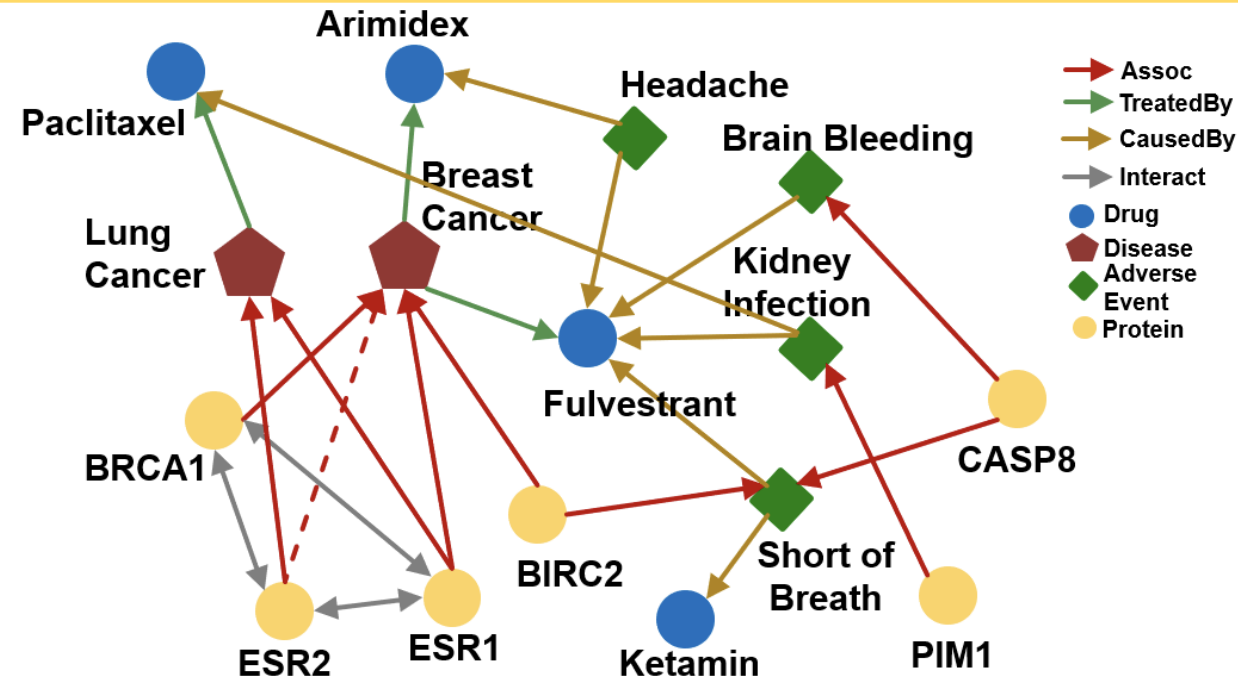 Arimidex
Paclitaxel
Headache
Brain Bleeding
Breast
Cancer
Lung
Cancer
Kidney
Infection
Fulvestrant
BRCA1
CASP8
BIRC2
Short of
Breath
ESR2
ESR1
Ketamin
PIM1
Assoc
TreatedBy
CausedBy
Interact
Drug
Disease
Adverse
Event
Protein